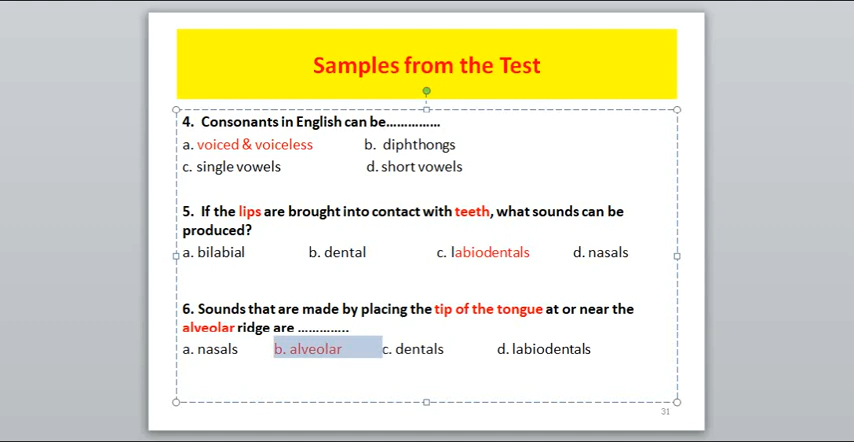 Samples from the Test
4. Consonants in English can be……………
a. voiced & voiceless b. diphthongs
c. single vowels d. short vowels
5. If the lips are brought into contact with teeth, what sounds can be
produced?
a. bilabial b. dental c. labiodentals d. nasals
6. Sounds that are made by placing the tip of the tongue at or near the
alveolar ridge are …………..
a. nasals b. alveolar c. dentals d. labiodentals
31